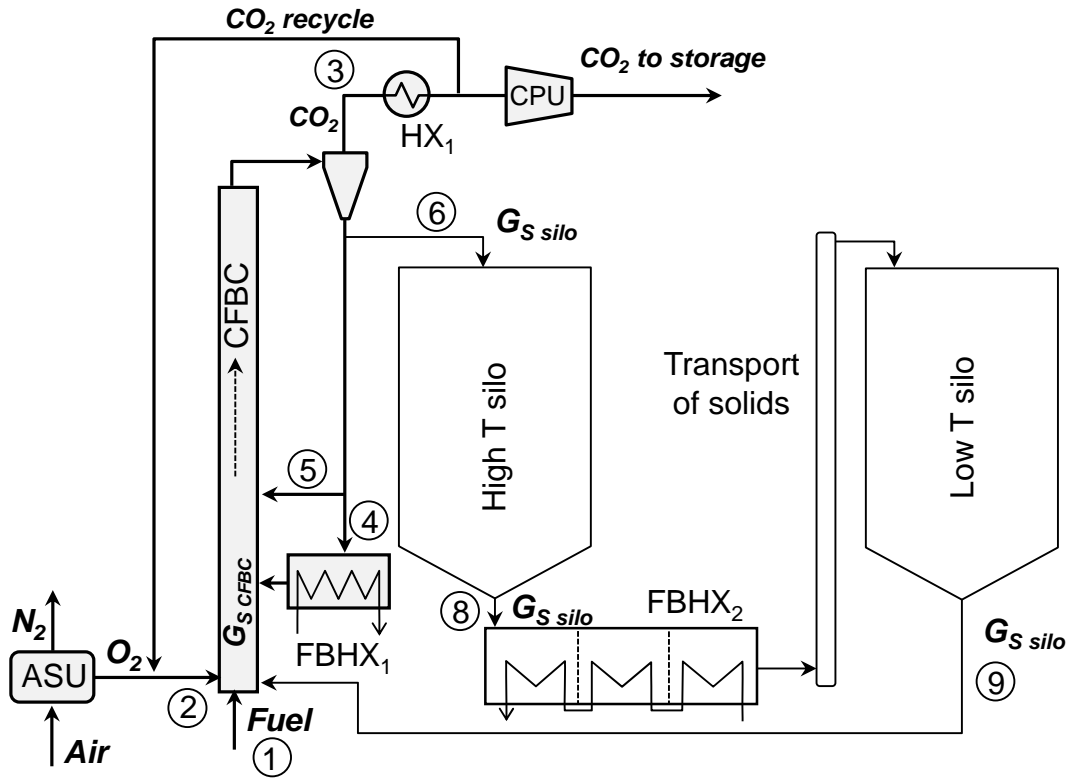 CO2 recycle
3
CO2 to storage
CPU
CO2
HX1
6
GS silo
CFBC
High T silo
Transport
of solids
Low T silo
5
4
GS CFBC
8
GS silo
FBHX2
N2
O2
FBHX1
GS silo
ASU
9
2
Fuel
Air
1